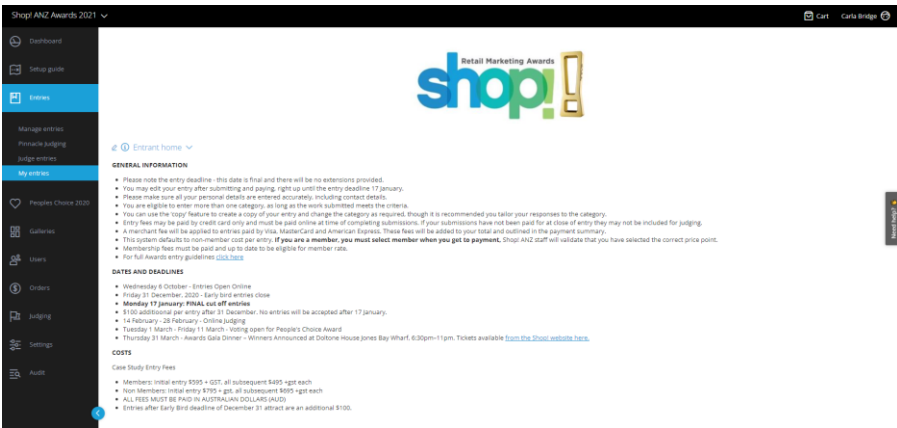 Shop! ANZ Awards 2021
Cart
Carla Bridge
Dashboard
Setup guide
Entries
Manage entries
Pinnacle Judging
Judge entries
My entries
Peoples Choice 2020
Galleries
Users
Orders
Judging
Settings
Audit
Retail Marketing Awards
shop!
Entrant home
GENERAL INFORMATION
Please note the entry deadline - this date is final and there will be no extensions provided.
You may edit your entry after submitting and paying, right up until the entry deadline 17 January.
Please make sure all your personal details are entered accurately, including contact details.
You are eligible to enter more than one category, as long as the work submitted meets the criteria.
You can use the 'copy' feature to create a copy of your entry and change the category as required, though it is recommended you tailor your responses to the category.
Entry fees may be paid by credit card only and must be paid online at time of completing submissions. If your submissions have not been paid for at close of entry they may not be included for judging.
A merchant fee will be applied to entries paid by Visa, MasterCard and American Express. These fees will be added to your total and outlined in the payment summary.
This system defaults to non-member cost per entry. If you are a member, you must select member when you get to payment, Shop! ANZ staff will validate that you have selected the correct price point.
Membership fees must be paid and up to date to be eligible for member rate.
For full Awards entry guidelines click here
DATES AND DEADLINES
Wednesday 6 October - Entries Open Online
Friday 31 December, 2020 - Early bird entries close
Monday 17 January: FINAL cut off entries
$100 additional per entry after 31 December. No entries will be accepted after 17 January.
14 February - 28 February - Online Judging
Tuesday 1 March - Friday 11 March - Voting open for People's Choice Award
Thursday 31 March - Awards Gala Dinner – Winners Announced at Doltone House Jones Bay Wharf, 6:30pm–11pm. Tickets available from the Shop! website here.
COSTS
Case Study Entry Fees
Members: Initial entry $595 + GST, all subsequent $495 +gst each
Non Members: Initial entry $795 + gst, all subsequent $695 +gst each
ALL FEES MUST BE PAID IN AUSTRALIAN DOLLARS (AUD)
Entries after Early Bird deadline of December 31 attract are an additional $100.
Need help?